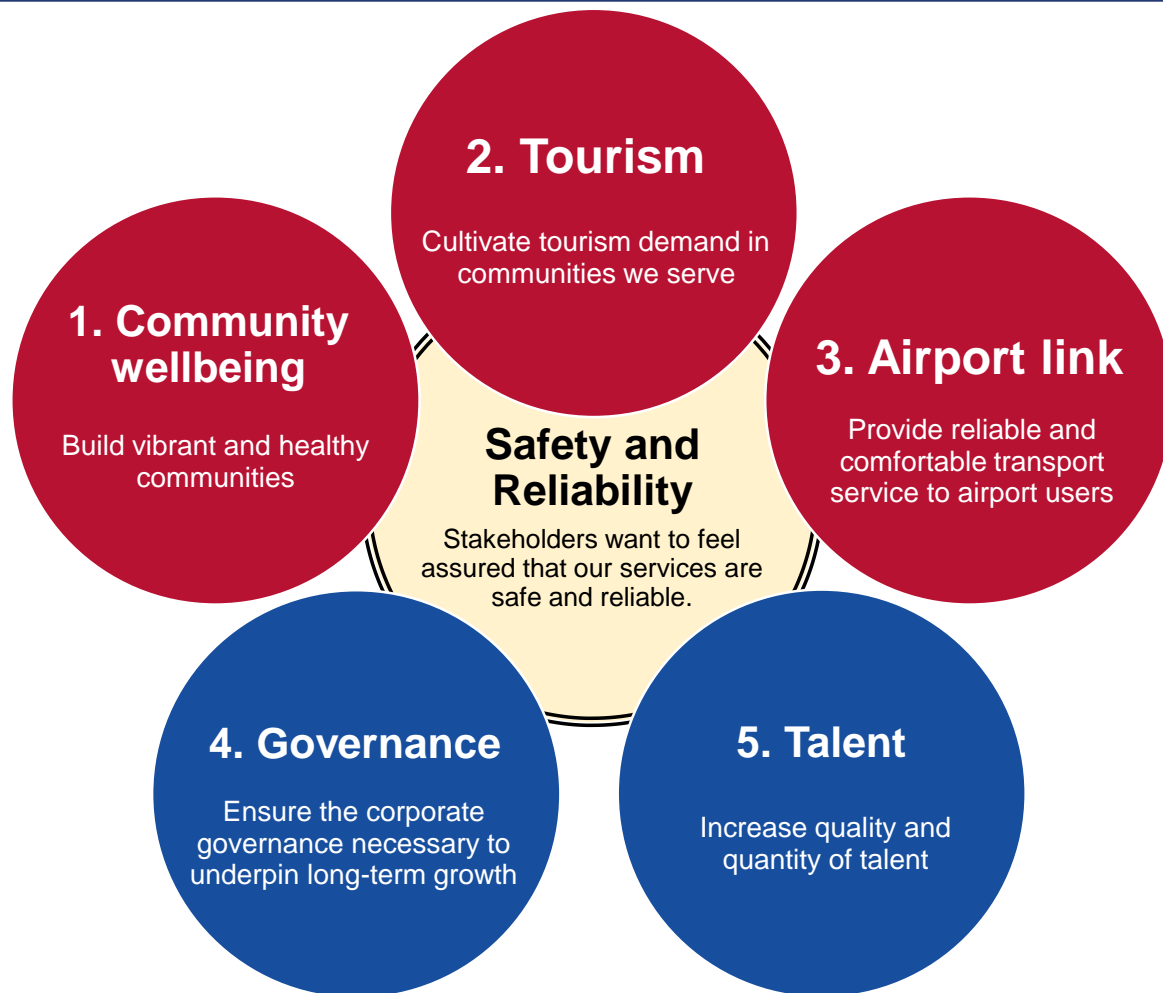 2. Tourism
Cultivate tourism demand in
communities we serve
1. Community
wellbeing
Build vibrant and healthy
communities
3. Airport link
Provide reliable and
comfortable transport
service to airport users
Safety and
Reliability
Stakeholders want to feel
assured that our services are
safe and reliable.
4. Governance
Ensure the corporate
governance necessary to
underpin long-term growth
5. Talent
Increase quality and
quantity of talent